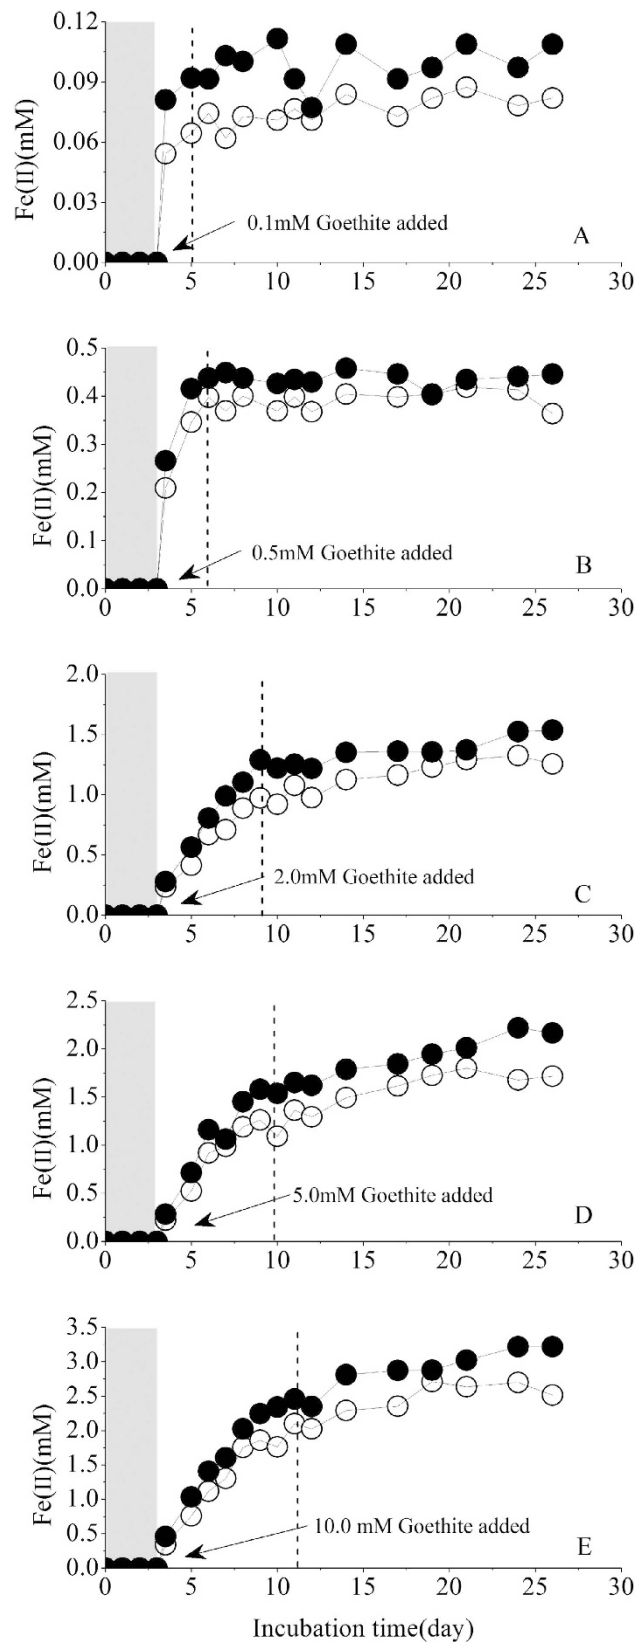 0.12
0.09
0.06
0.03
0.00
Fe(II)(mM)
0.1mM Goethite added
A
0 5 10 15 20 25 30
0.5
0.4
0.3
0.2
0.1
0.0
Fe(II)(mM)
0.5mM Goethite added
B
0 5 10 15 20 25 30
2.0
1.5
1.0
0.5
0.0
Fe(II)(mM)
2.0mM Goethite added
C
0 5 10 15 20 25 30
2.5
2.0
1.5
1.0
0.5
0.0
Fe(II)(mM)
5.0mM Goethite added
D
0 5 10 15 20 25 30
3.5
3.0
2.5
2.0
1.5
1.0
0.5
0.0
Fe(II)(mM)
10.0 mM Goethite added
E
0 5 10 15 20 25 30
Incubation time(day)